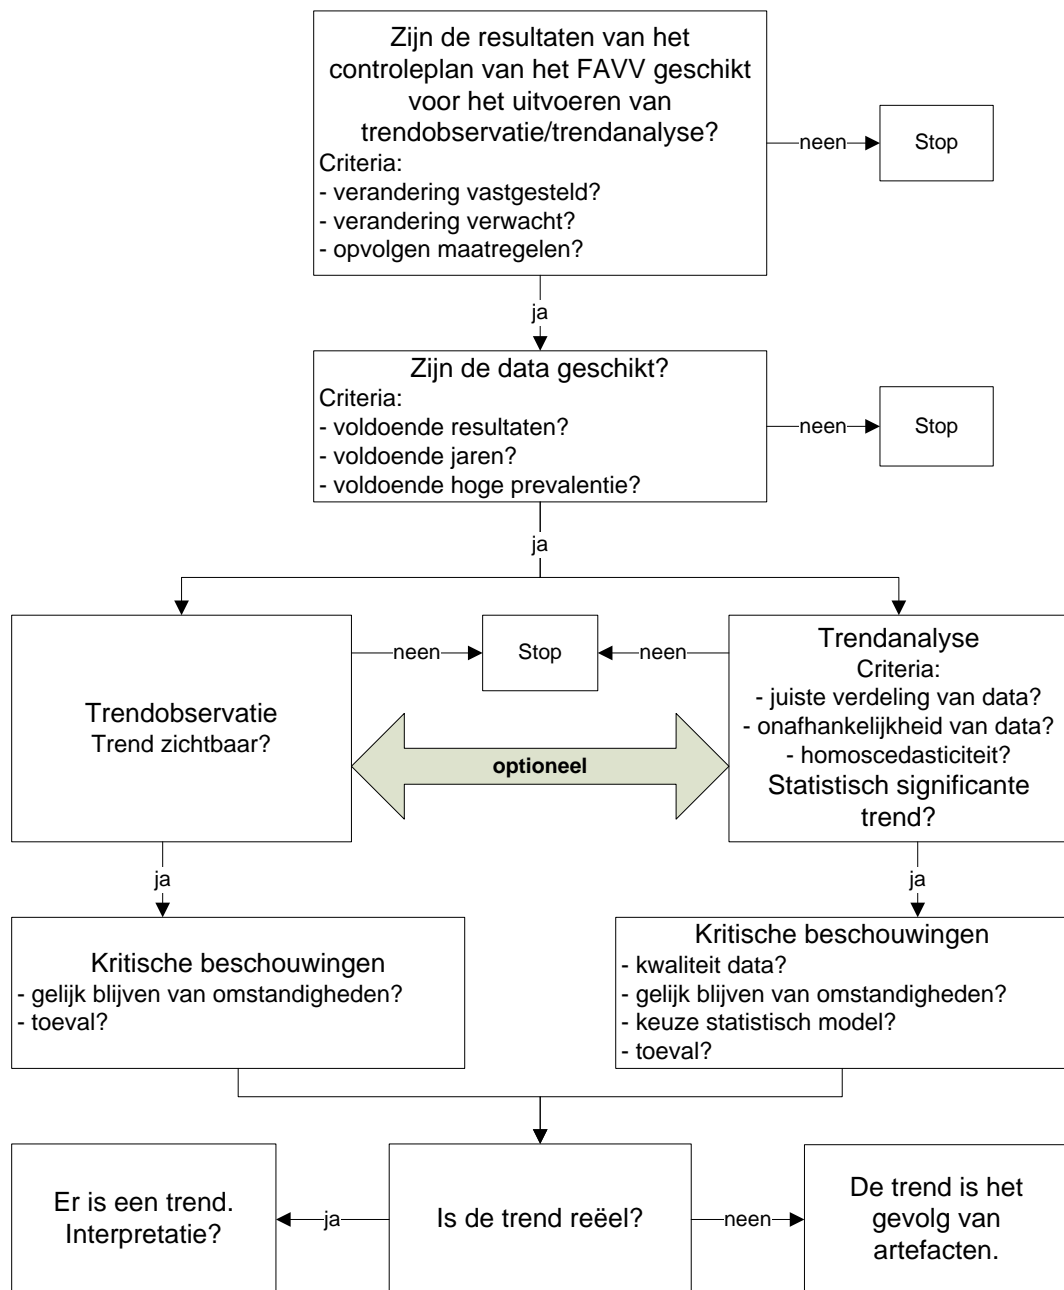 Zijn de resultaten van het
controleplan van het FAVV geschikt
voor het uitvoeren van
trendobservatie/trendanalyse?
Criteria:
- verandering vastgesteld?
- verandering verwacht?
- opvolgen maatregelen?
neen
Stop
ja
Zijn de data geschikt?
Criteria:
- voldoende resultaten?
- voldoende jaren?
- voldoende hoge prevalentie?
neen
Stop
ja
Trendobservatie
Trend zichtbaar?
neen
Stop
neen
optioneel
Trendanalyse
Criteria:
- juiste verdeling van data?
- onafhankelijkheid van data?
- homoscedasticiteit?
Statistisch significante
trend?
ja
ja
Kritische beschouwingen
- gelijk blijven van omstandigheden?
- toeval?
Kritische beschouwingen
- kwaliteit data?
- gelijk blijven van omstandigheden?
- keuze statistisch model?
- toeval?
Er is een trend.
Interpretatie?
ja
Is de trend reëel?
neen
De trend is het
gevolg van
artefacten.